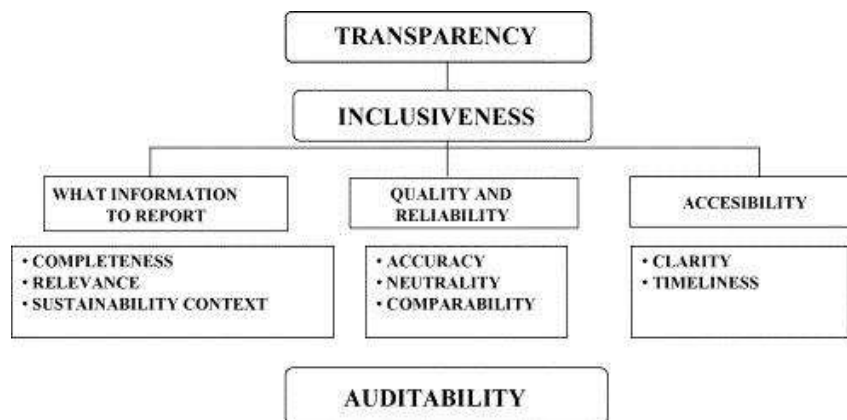 TRANSPARENCY
INCLUSIVENESS
WHAT INFORMATION
TO REPORT
• COMPLETENESS
• RELEVANCE
• SUSTAINABILITY CONTEXT
QUALITY AND
RELIABILITY
• ACCURACY
• NEUTRALITY
• COMPARABILITY
ACCESIBILITY
• CLARITY
• TIMELINESS
AUDITABILITY